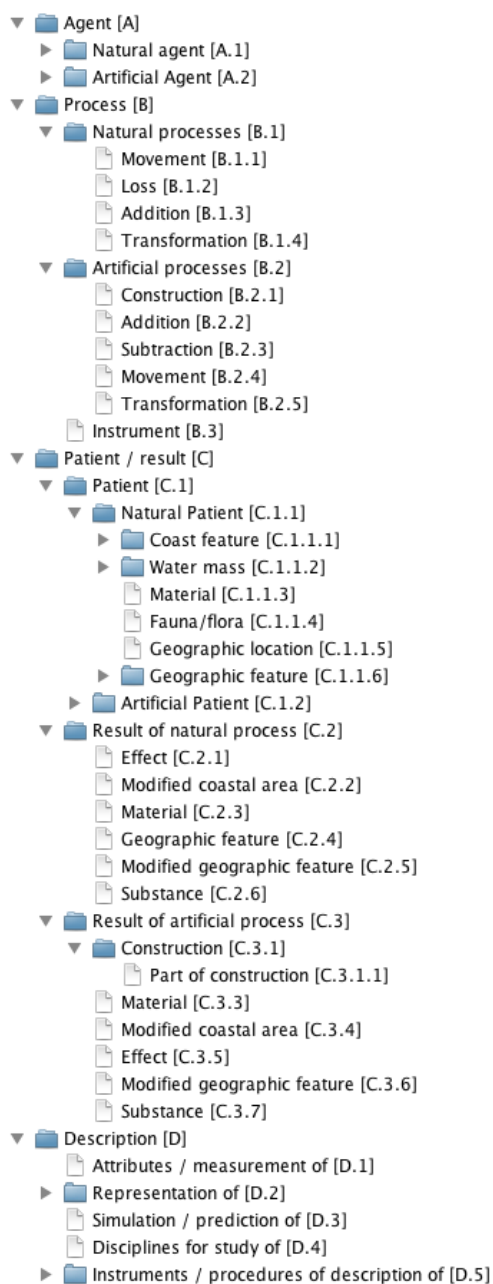 Agent [A]
Natural agent [A.1]
Artificial Agent [A.2]
Process [B]
Natural processes [B.1]
Movement [B.1.1]
Loss [B.1.2]
Addition [B.1.3]
Transformation [B.1.4]
Artificial processes [B.2]
Construction [B.2.1]
Addition [B.2.2]
Subtraction [B.2.3]
Movement [B.2.4]
Transformation [B.2.5]
Instrument [B.3]
Patient / result [C]
Patient [C.1]
Natural Patient [C.1.1]
Coast feature [C.1.1.1]
Water mass [C.1.1.2]
Material [C.1.1.3]
Fauna/flora [C.1.1.4]
Geographic location [C.1.1.5]
Geographic feature [C.1.1.6]
Artificial Patient [C.1.2]
Result of natural process [C.2]
Effect [C.2.1]
Modified coastal area [C.2.2]
Material [C.2.3]
Geographic feature [C.2.4]
Modified geographic feature [C.2.5]
Substance [C.2.6]
Result of artificial process [C.3]
Construction [C.3.1]
Part of construction [C.3.1.1]
Material [C.3.3]
Modified coastal area [C.3.4]
Effect [C.3.5]
Modified geographic feature [C.3.6]
Substance [C.3.7]
Description [D]
Attributes / measurement of [D.1]
Representation of [D.2]
Simulation / prediction of [D.3]
Disciplines for study of [D.4]
Instruments / procedures of description of [D.5]